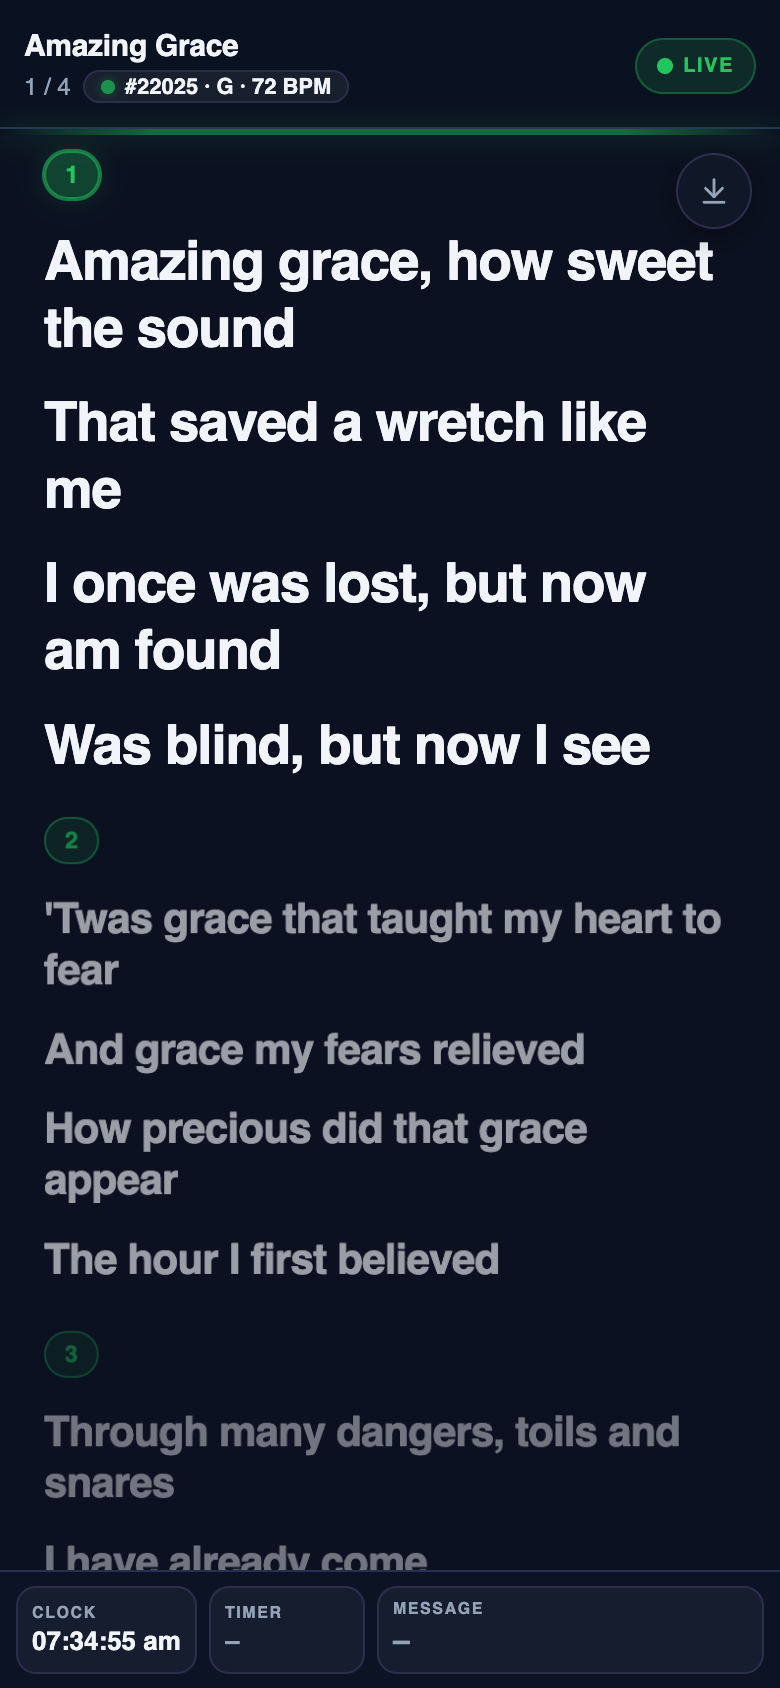 Amazing Grace
1 / 4 #22025 · G · 72 BPM
LIVE
1
Amazing grace, how sweet
the sound
That saved a wretch like
me
I once was lost, but now
am found
Was blind, but now I see
2
'Twas grace that taught my heart to
fear
And grace my fears relieved
How precious did that grace
appear
The hour I first believed
3
Through many dangers, toils and
snares
I have already come
CLOCK
07:34:55 am
TIMER
–
MESSAGE
–